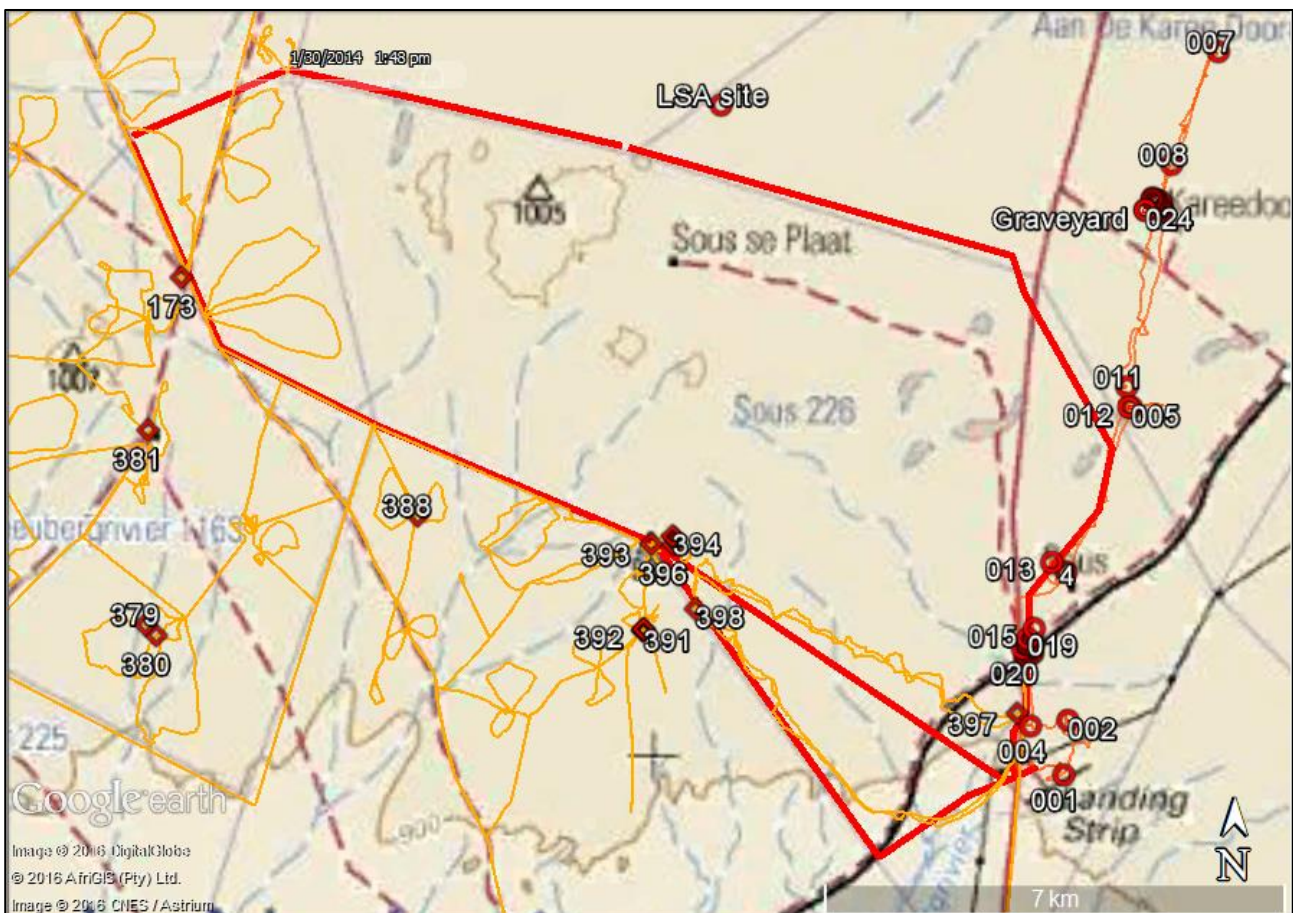 Aan De Karee Door
007
1/30/2014 1:43 pm
LSA site
008
1005
Kareedoo
Graveyard 024
Sous se Plaat
173
1007
011
012 005
Sous 226
381
388
393 394
396
013
4
379
380
398
392 391
015 019
020
397 002
004
001
Landing
Strip
225
Google earth
900
Image © 2016 DigitalGlobe
© 2016 AfriGIS (Pty) Ltd.
Image © 2016 CNES / Astrium
7 km
N